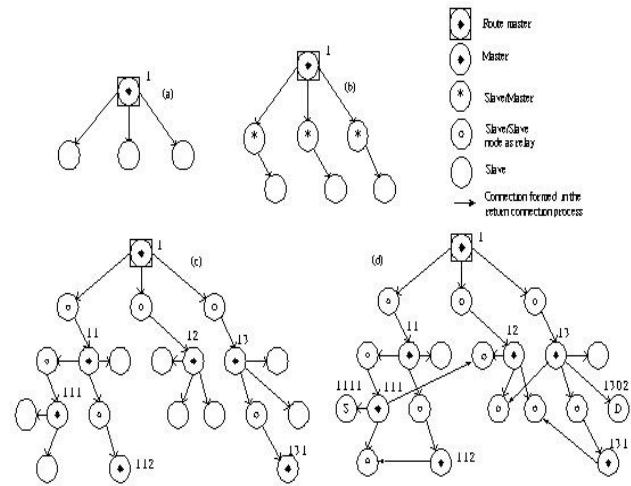 1
(a)
1
(b)
Route master
Master
Slave/Master
Slave/Slave
node as relay
Slave
Connection formed in the
return connection process
1
(c)
11
12
13
111
112
131
1
(d)
11
12
13
1302
1111
111
S
D
112
131